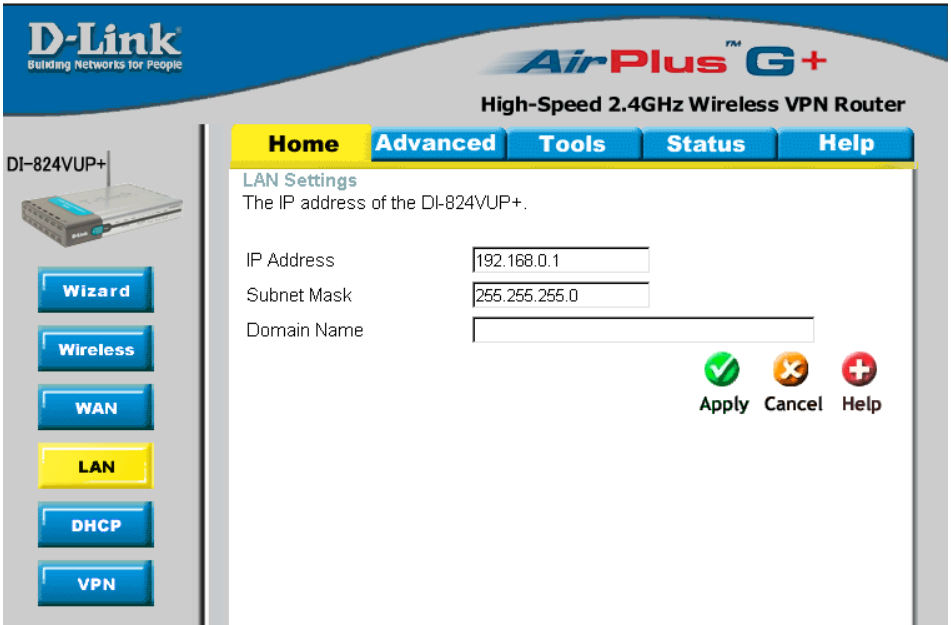 D-Link
Building Networks for People
AirPlus™ G+
High-Speed 2.4GHz Wireless VPN Router
DI-824VUP+
Home Advanced Tools Status Help
LAN Settings
The IP address of the DI-824VUP+.
IP Address 192.168.0.1
Subnet Mask 255.255.255.0
Domain Name
Apply Cancel Help
Wizard
Wireless
WAN
LAN
DHCP
VPN